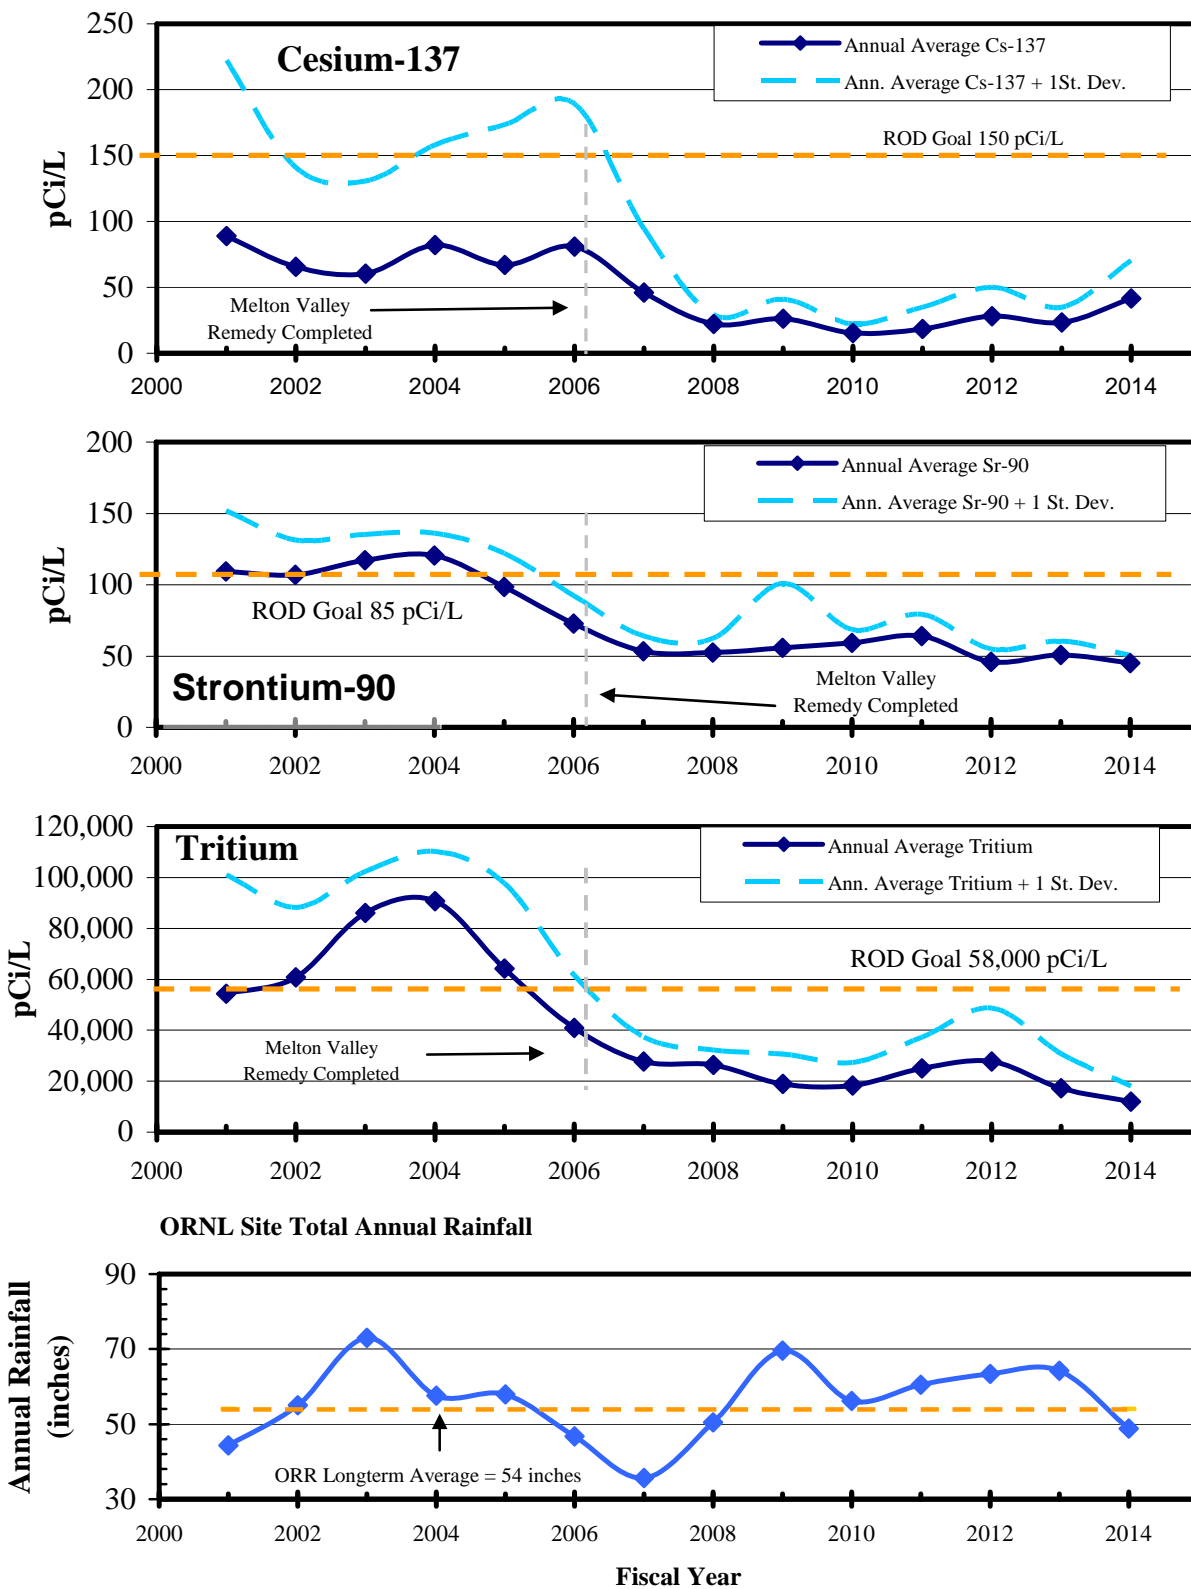 250
200
150
100
50
0
pCi/L
Cesium-137
Annual Average Cs-137
Ann. Average Cs-137 + 1St. Dev.
ROD Goal 150 pCi/L
Melton Valley
Remedy Completed
2000 2002 2004 2006 2008 2010 2012 2014
200
150
100
50
0
pCi/L
Annual Average Sr-90
Ann. Average Sr-90 + 1 St. Dev.
ROD Goal 85 pCi/L
Strontium-90
Melton Valley
Remedy Completed
2000 2002 2004 2006 2008 2010 2012 2014
120,000
100,000
80,000
60,000
40,000
20,000
0
pCi/L
Tritium
Annual Average Tritium
Ann. Average Tritium + 1 St. Dev.
ROD Goal 58,000 pCi/L
Melton Valley
Remedy Completed
2000 2002 2004 2006 2008 2010 2012 2014
ORNL Site Total Annual Rainfall
90
70
50
30
Annual Rainfall
(inches)
ORR Longterm Average = 54 inches
2000 2002 2004 2006 2008 2010 2012 2014
Fiscal Year